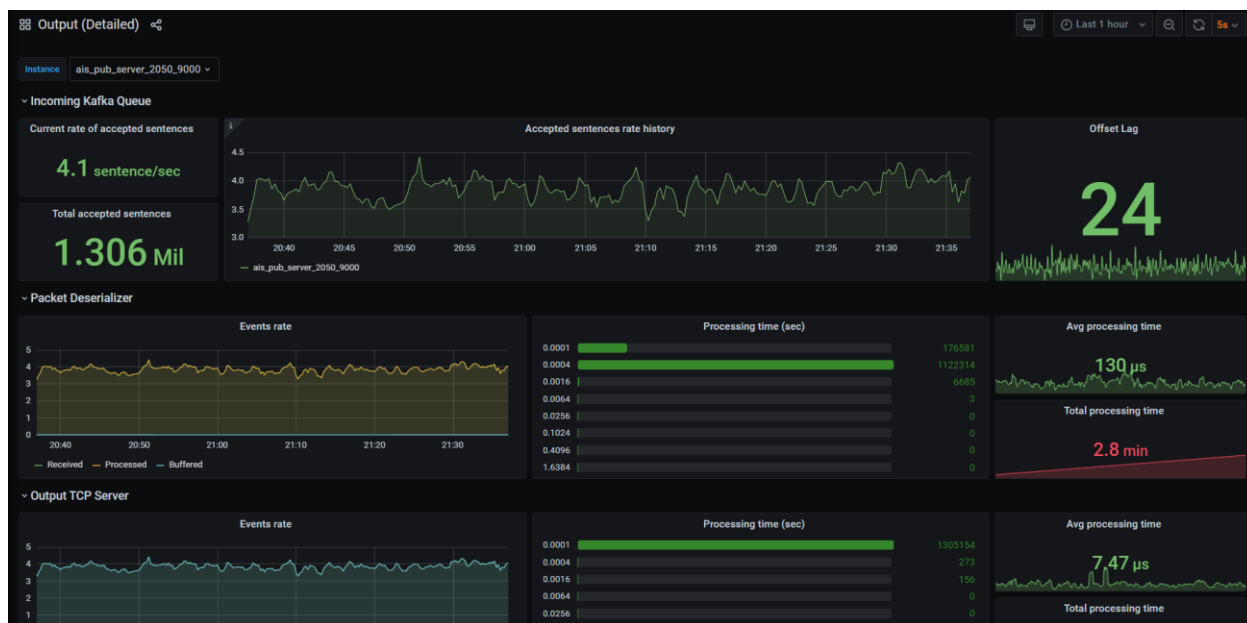 Output (Detailed)
Last 1 hour
5s
Instance ais_pub_server_2050_9000
Incoming Kafka Queue
Current rate of accepted sentences
4.1 sentence/sec
Total accepted sentences
1.306 Mil
i
Accepted sentences rate history
4.5
4.0
3.5
3.0
20:40 20:45 20:50 20:55 21:00 21:05 21:10 21:15 21:20 21:25 21:30 21:35
ais_pub_server_2050_9000
Offset Lag
24
Packet Deserializer
Events rate
5
4
3
2
1
0
20:40 20:50 21:00 21:10 21:20 21:30
Received Processed Buffered
Processing time (sec)
0.0001 176581
0.0004 1122314
0.0016 6685
0.0064 3
0.0256 0
0.1024 0
0.4096 0
1.6384 0
Avg processing time
130 µs
Total processing time
2.8 min
Output TCP Server
Events rate
5
4
3
2
1
Processing time (sec)
0.0001 1305154
0.0004 273
0.0016 156
0.0064 0
0.0256 0
Avg processing time
7.47 µs
Total processing time